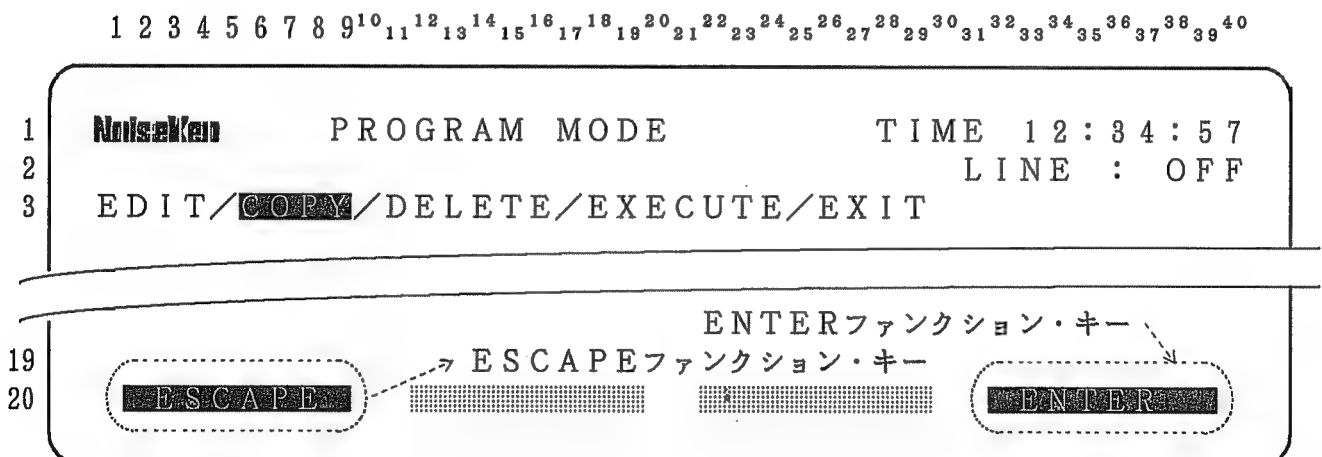 1 2 3 4 5 6 7 8 9 10 11 12 13 14 15 16 17 18 19 20 21 22 23 24 25 26 27 28 29 30 31 32 33 34 35 36 37 38 39 40
1 NoiseKen PROGRAM MODE TIME 12:34:57
2 LINE : OFF
3 EDIT/COPY/DELETE/EXECUTE/EXIT
ENTERファンクション・キー
19 ESCAPEファンクション・キー
20 ESCAPE ENTER